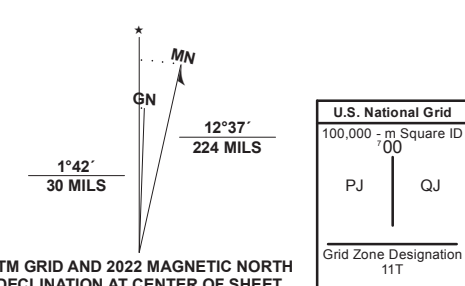 ★
MN
GN
12°37´
224 MILS
1°42´
30 MILS
TM GRID AND 2022 MAGNETIC NORTH
DECLINATION AT CENTER OF SHEET
U.S. National Grid
100,000 - m Square ID
⁷00
PJ QJ
Grid Zone Designation
11T